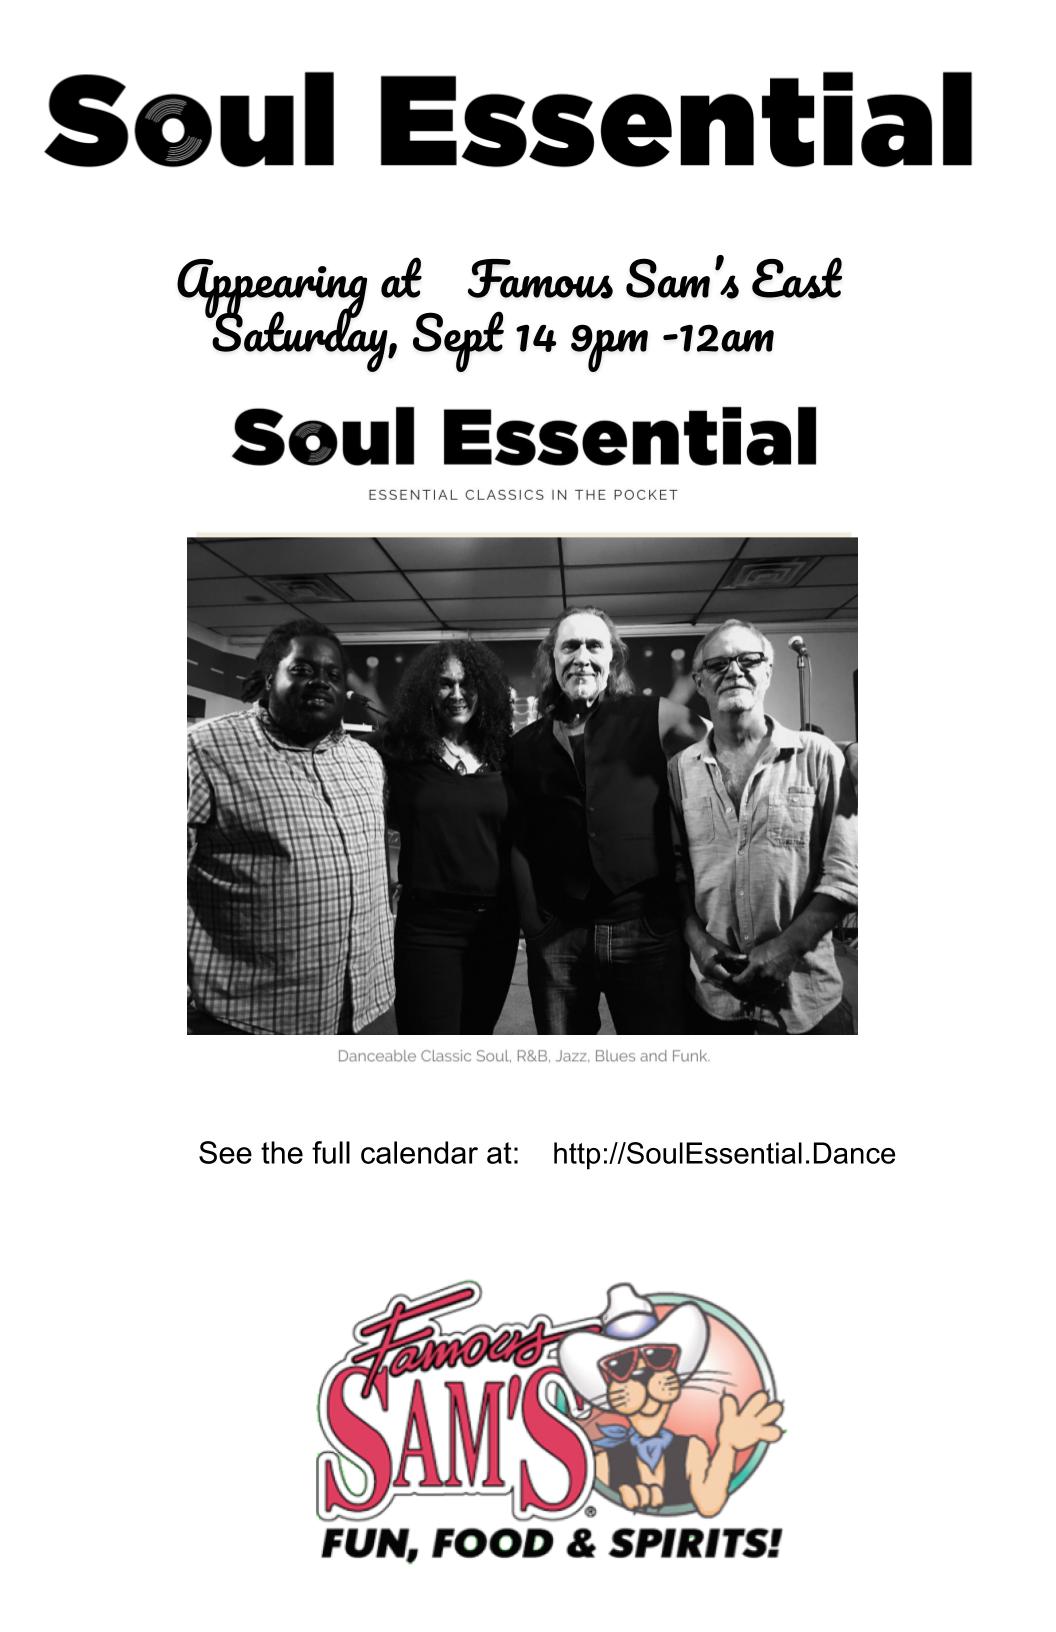 Soul Essential
Appearing at Famous Sam's East
Saturday, Sept 14 9pm -12am
Soul Essential
ESSENTIAL CLASSICS IN THE POCKET
Danceable Classic Soul, R&B, Jazz, Blues and Funk.
See the full calendar at: http://SoulEssential.Dance
Famous
SAM'S®
FUN, FOOD & SPIRITS!